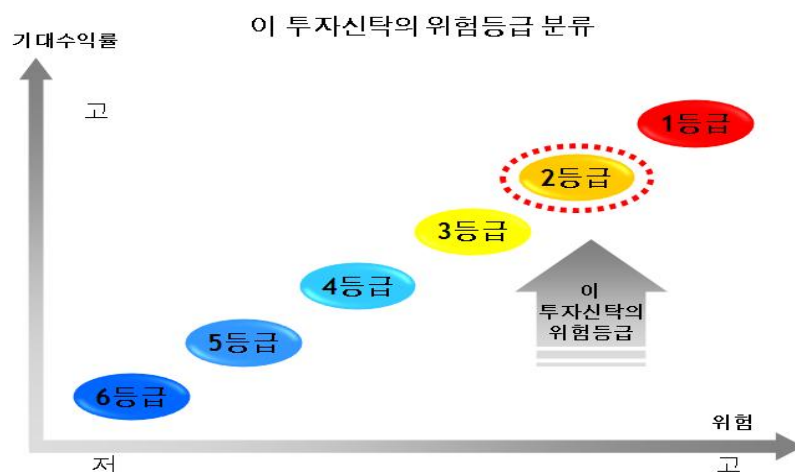 이 투자신탁의 위험등급 분류
기대수익률
고
1등급
2등급
3등급
4등급
이
투자신탁의
위험등급
5등급
6등급
위험
저
고